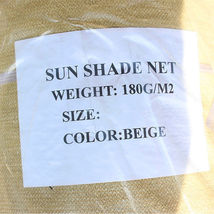 SUN SHADE NET
WEIGHT: 180G/M2
SIZE:
COLOR:BEIGE